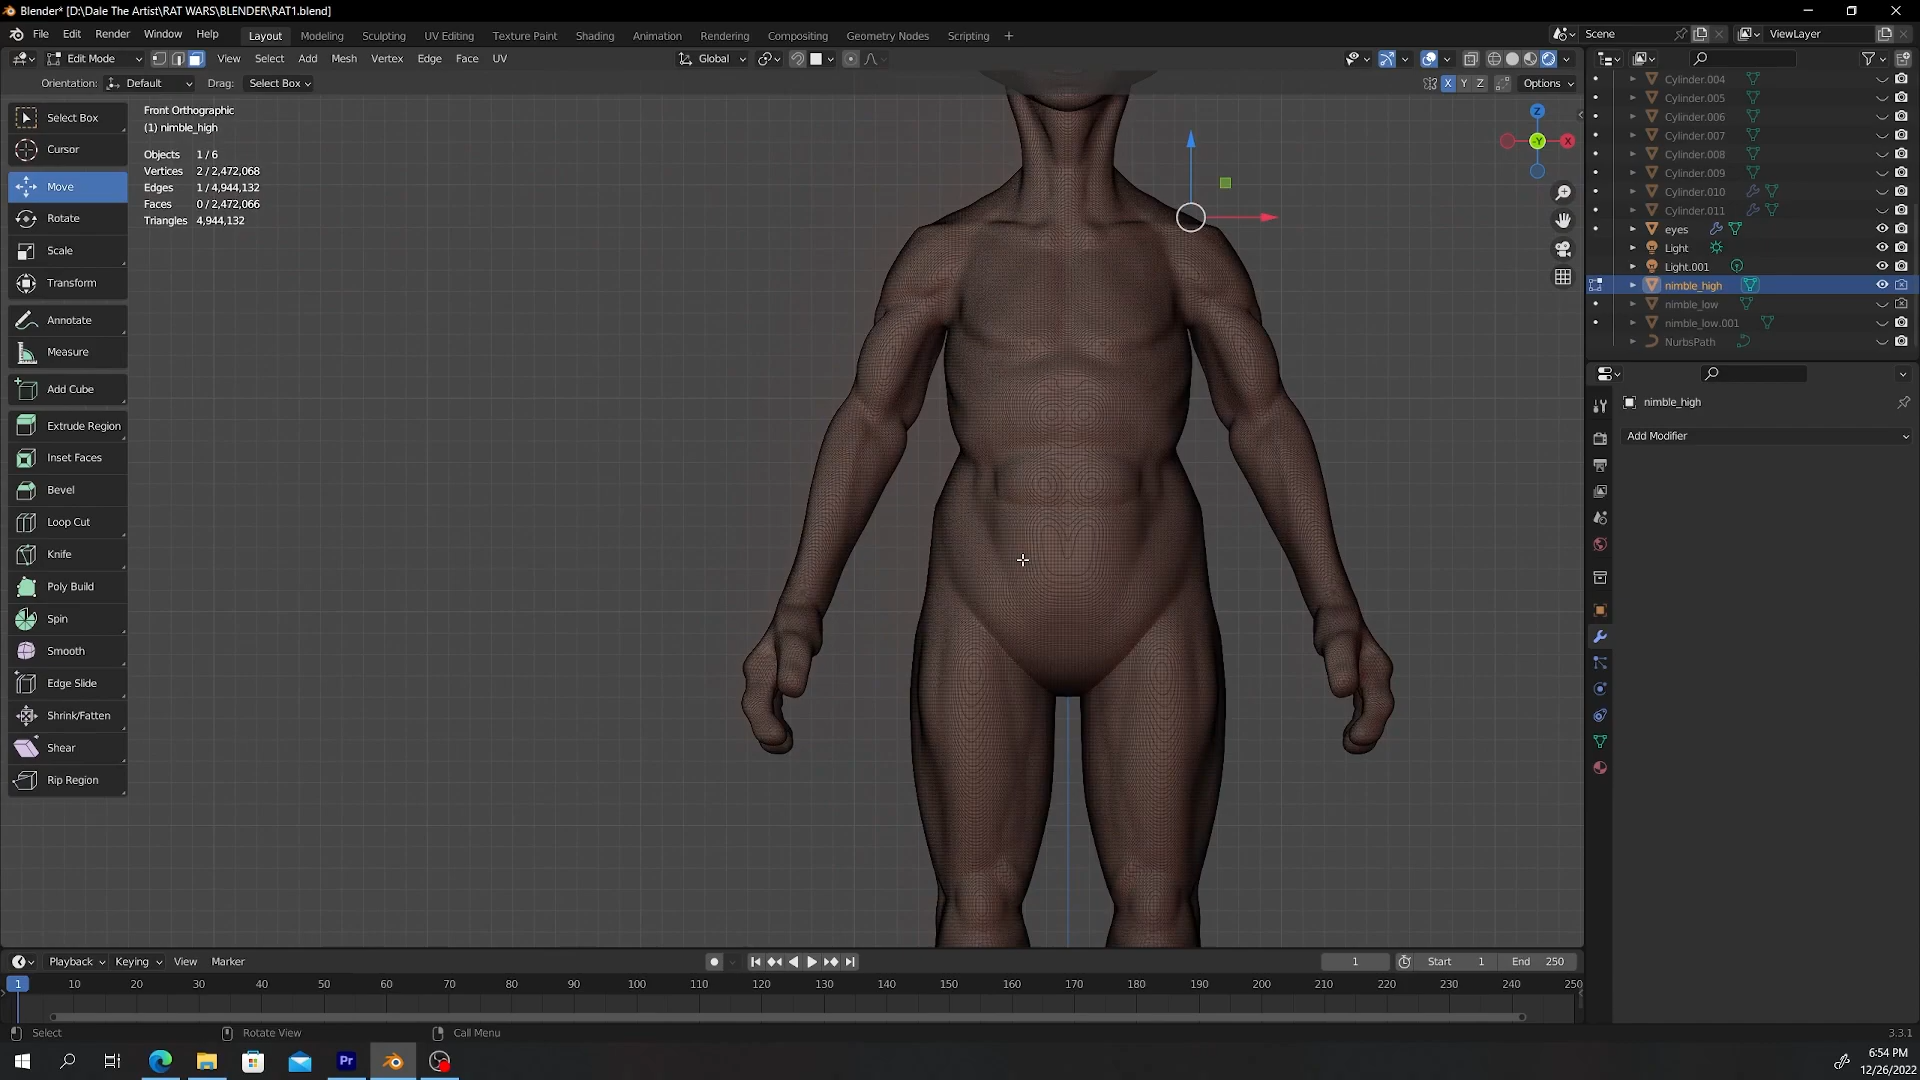 Blender* [D:\Dale The Artist\RAT WARS\BLENDER\RAT1.blend]
File Edit Render Window Help Layout Modeling Sculpting UV Editing Texture Paint Shading Animation Rendering Compositing Geometry Nodes Scripting + Scene ViewLayer
Edit Mode View Select Add Mesh Vertex Edge Face UV Global
Orientation: Default Drag: Select Box X Y Z Options
Front Orthographic
(1) nimble_high
Objects 1 / 6
Vertices 2 / 2,472,068
Edges 1 / 4,944,132
Faces 0 / 2,472,066
Triangles 4,944,132
Select Box
Cursor
Move
Rotate
Scale
Transform
Annotate
Measure
Add Cube
Extrude Region
Inset Faces
Bevel
Loop Cut
Knife
Poly Build
Spin
Smooth
Edge Slide
Shrink/Fatten
Shear
Rip Region
Z
-Y
X
Cylinder.004
Cylinder.005
Cylinder.006
Cylinder.007
Cylinder.008
Cylinder.009
Cylinder.010
Cylinder.011
eyes
Light
Light.001
nimble_high
nimble_low
nimble_low.001
NurbsPath
nimble_high
Add Modifier
Playback Keying View Marker 1 Start 1 End 250
1 10 20 30 40 50 60 70 80 90 100 110 120 130 140 150 160 170 180 190 200 210 220 230 240 250
Select Rotate View Call Menu 3.3.1
Pr
6:54 PM
12/26/2022